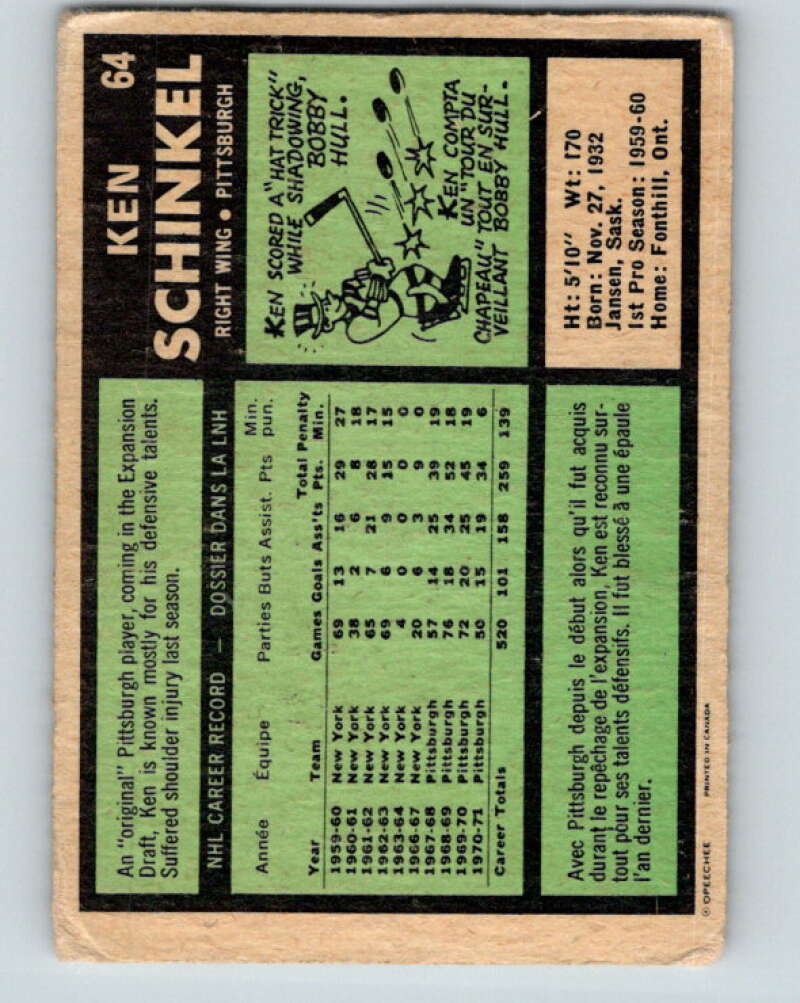 KEN 64
SCHINKEL
RIGHT WING ● PITTSBURGH
An "original" Pittsburgh player, coming in the Expansion
Draft, Ken is known mostly for his defensive talents.
Suffered shoulder injury last season.
KEN SCORED A "HAT TRICK"
WHILE SHADOWING,
BOBBY
HULL.
KEN COMPTA
UN "TOUR DU
CHAPEAU" TOUT EN SUR-
VEILLANT BOBBY HULL.
NHL CAREER RECORD — DOSSIER DANS LA LNH
Année Équipe Parties Buts Assist. Pts Min. pun.
Year Team Games Goals Ass'ts Total Pts. Penalty Min.
1959-60 New York 69 13 16 29 27
1960-61 New York 38 2 6 8 18
1961-62 New York 65 7 21 28 17
1962-63 New York 69 6 9 15 15
1963-64 New York 4 0 0 0 0
1966-67 New York 20 6 3 9 0
1967-68 Pittsburgh 57 14 25 39 19
1968-69 Pittsburgh 76 18 34 52 18
1969-70 Pittsburgh 72 20 25 45 19
1970-71 Pittsburgh 50 15 19 34 6
Career Totals 520 101 158 259 139
Ht: 5'10" Wt: 170
Born: Nov. 27, 1932
Jansen, Sask.
1st Pro Season: 1959-60
Home: Fonthill, Ont.
Avec Pittsburgh depuis le début alors qu'il fut acquis
durant le repêchage de l'expansion, Ken est reconnu sur-
tout pour ses talents défensifs. Il fut blessé à une épaule
l'an dernier.
© OPEECHEE PRINTED IN CANADA